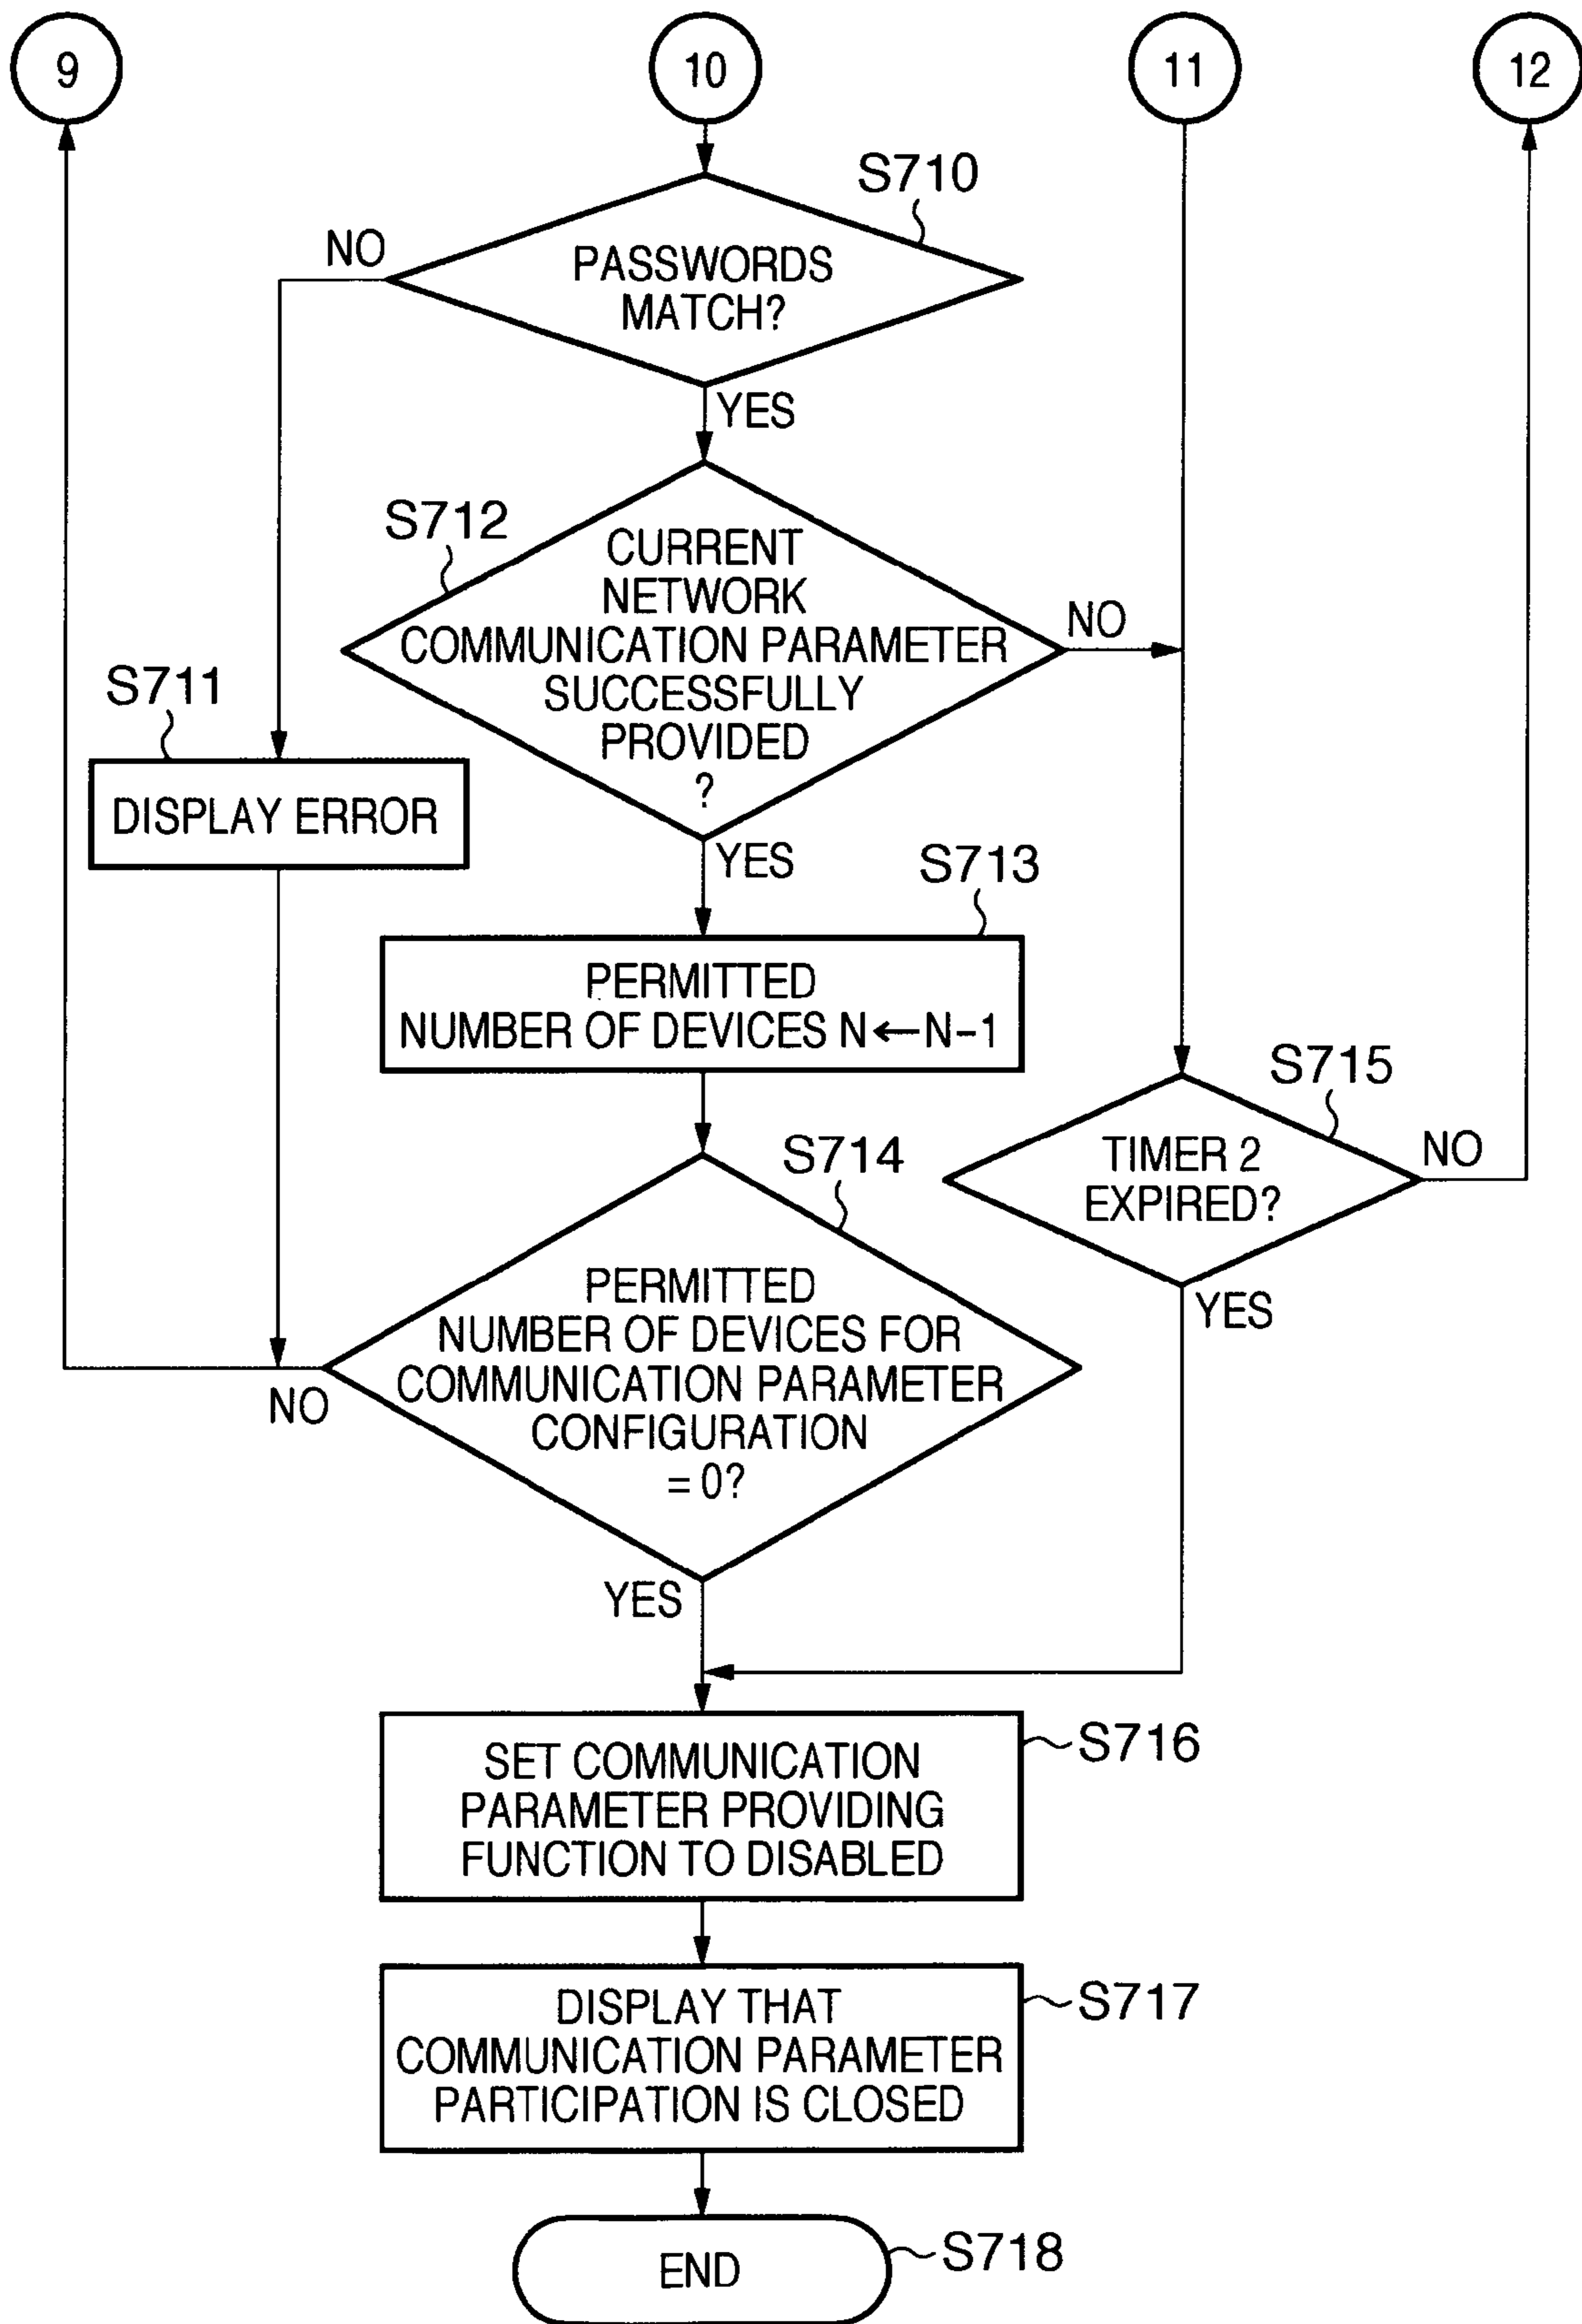 9
10
11
12
S710
NO
PASSWORDS
MATCH?
YES
S712
CURRENT
NETWORK
COMMUNICATION PARAMETER
SUCCESSFULLY
PROVIDED
?
NO
S711
DISPLAY ERROR
YES
S713
PERMITTED
NUMBER OF DEVICES N←N-1
S715
TIMER 2
EXPIRED?
NO
YES
S714
PERMITTED
NUMBER OF DEVICES FOR
COMMUNICATION PARAMETER
CONFIGURATION
= 0?
NO
YES
SET COMMUNICATION
PARAMETER PROVIDING
FUNCTION TO DISABLED
S716
DISPLAY THAT
COMMUNICATION PARAMETER
PARTICIPATION IS CLOSED
S717
END
S718